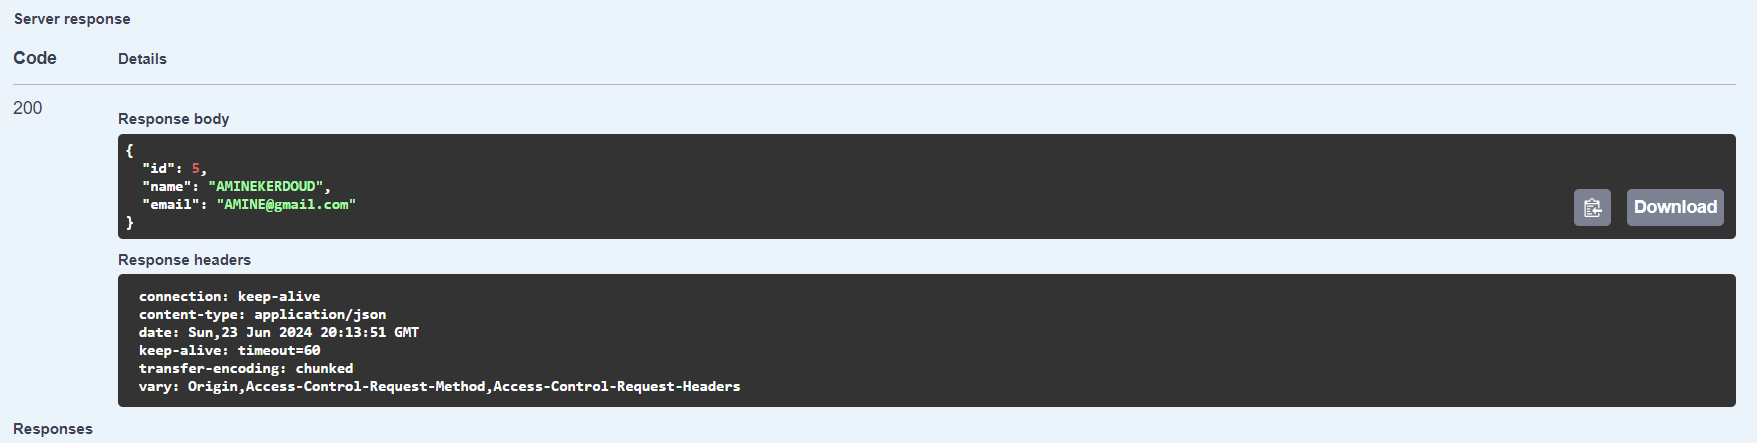 Server response
Code Details
200
Response body
{
"id": 5,
"name": "AMINEKERDOUD",
"email": "AMINE@gmail.com"
}
Download
Response headers
connection: keep-alive
content-type: application/json
date: Sun,23 Jun 2024 20:13:51 GMT
keep-alive: timeout=60
transfer-encoding: chunked
vary: Origin,Access-Control-Request-Method,Access-Control-Request-Headers
Responses